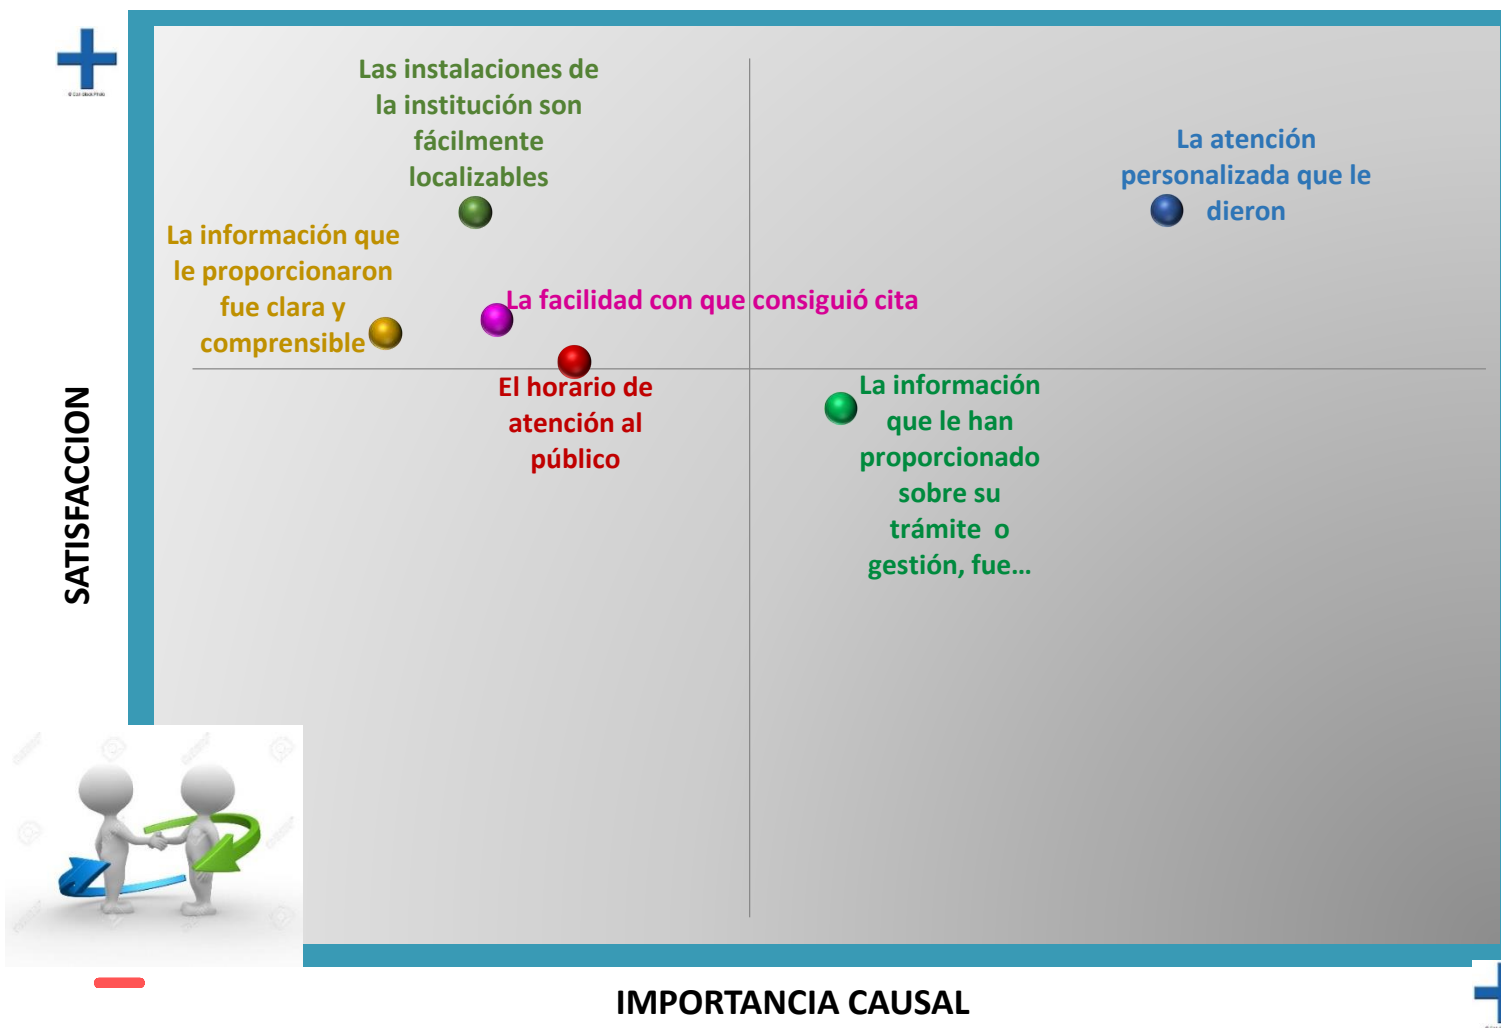 Las instalaciones de
la institución son
fácilmente
localizables
La atención
personalizada que le
dieron
La información que
le proporcionaron
fue clara y
comprensible
La facilidad con que consiguió cita
El horario de
atención al
público
La información
que le han
proporcionado
sobre su
trámite o
gestión, fue…
SATISFACCION
IMPORTANCIA CAUSAL